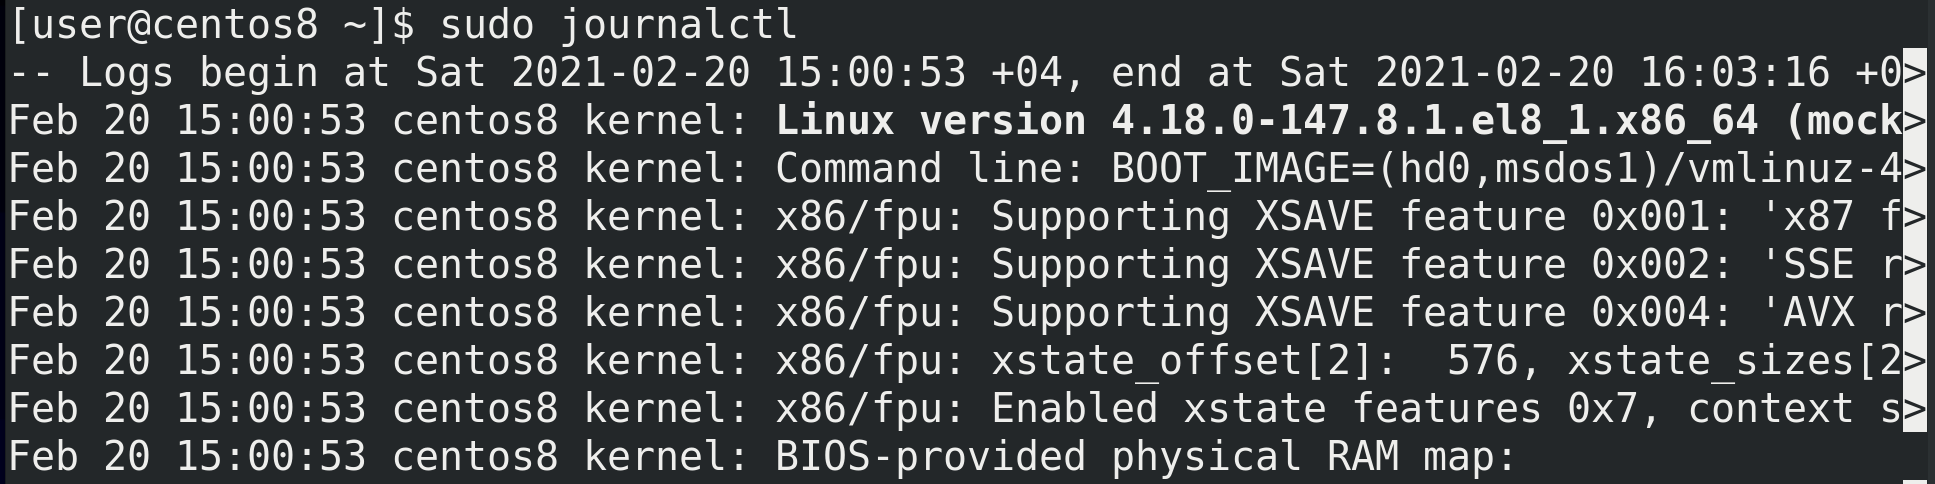 [user@centos8 ~]$ sudo journalctl
-- Logs begin at Sat 2021-02-20 15:00:53 +04, end at Sat 2021-02-20 16:03:16 +0>
Feb 20 15:00:53 centos8 kernel: Linux version 4.18.0-147.8.1.el8_1.x86_64 (mock>
Feb 20 15:00:53 centos8 kernel: Command line: BOOT_IMAGE=(hd0,msdos1)/vmlinuz-4>
Feb 20 15:00:53 centos8 kernel: x86/fpu: Supporting XSAVE feature 0x001: 'x87 f>
Feb 20 15:00:53 centos8 kernel: x86/fpu: Supporting XSAVE feature 0x002: 'SSE r>
Feb 20 15:00:53 centos8 kernel: x86/fpu: Supporting XSAVE feature 0x004: 'AVX r>
Feb 20 15:00:53 centos8 kernel: x86/fpu: xstate_offset[2]:  576, xstate_sizes[2>
Feb 20 15:00:53 centos8 kernel: x86/fpu: Enabled xstate features 0x7, context s>
Feb 20 15:00:53 centos8 kernel: BIOS-provided physical RAM map: